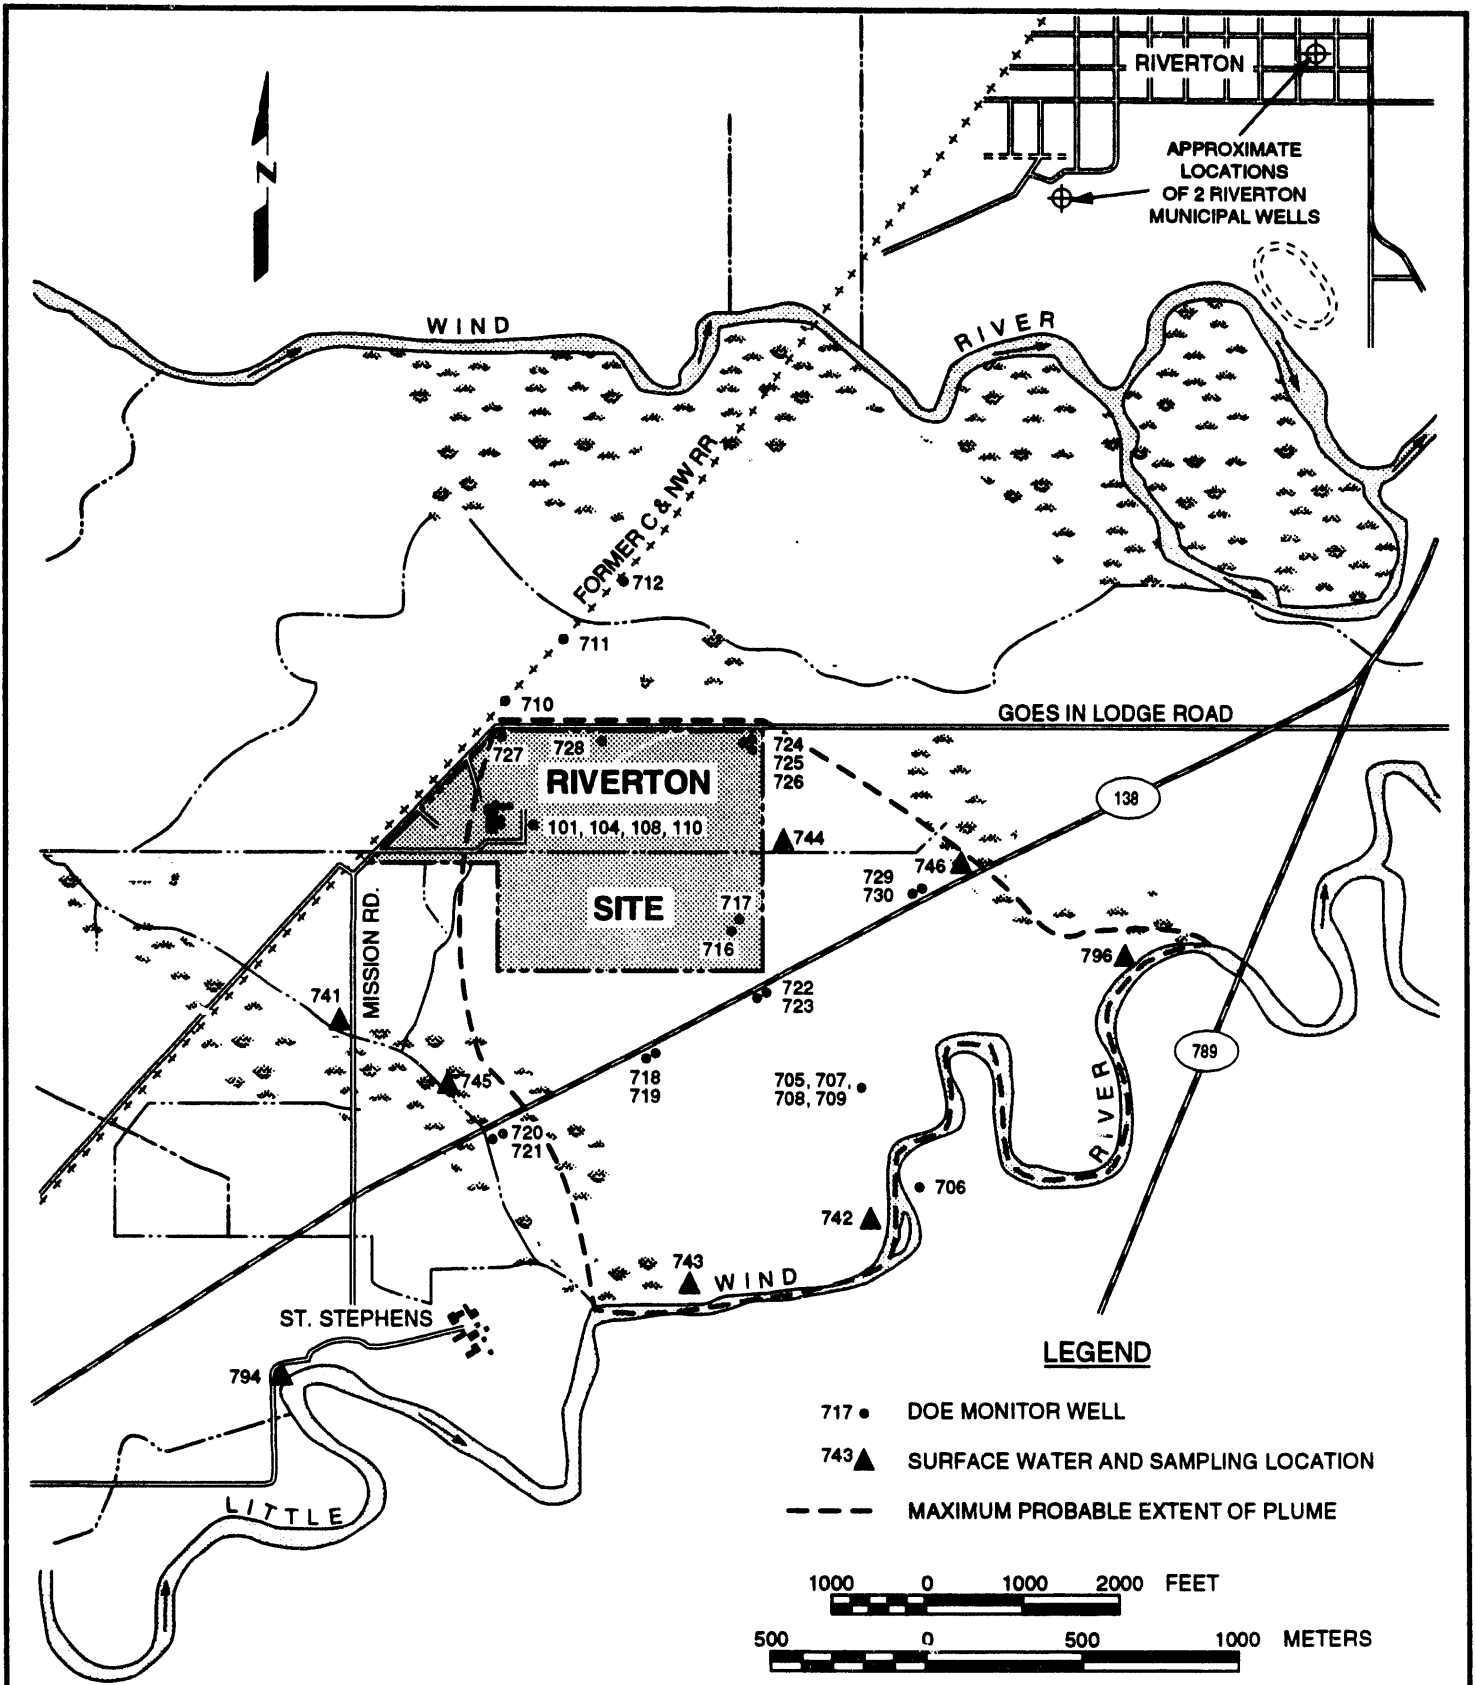 RIVERTON
APPROXIMATE
LOCATIONS
OF 2 RIVERTON
MUNICIPAL WELLS
N
WIND
RIVER
FORMER C & NW RR
712
711
710
GOES IN LODGE ROAD
727
728
724
725
726
RIVERTON
138
101, 104, 108, 110
744
746
729
730
SITE
717
716
MISSION RD.
796
741
722
723
789
745
718
719
705, 707,
708, 709
RIVER
720
721
706
742
743
WIND
ST. STEPHENS
794
LITTLE
LEGEND
717 DOE MONITOR WELL
743 SURFACE WATER AND SAMPLING LOCATION
MAXIMUM PROBABLE EXTENT OF PLUME
1000 0 1000 2000 FEET
500 0 500 1000 METERS